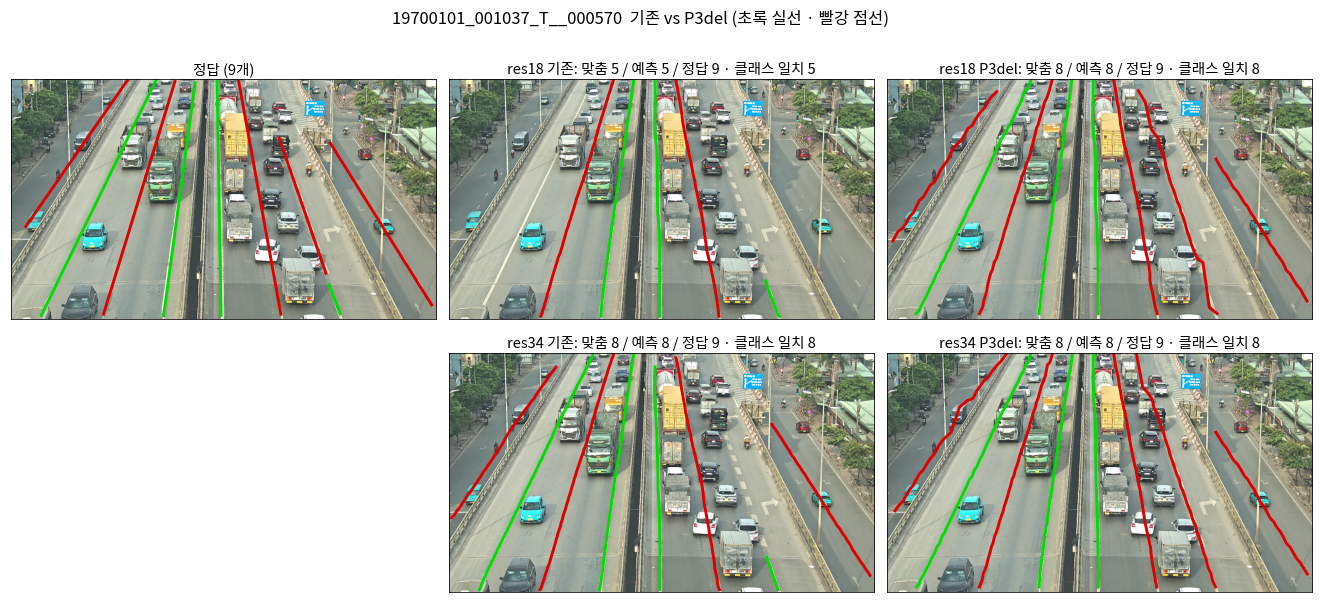 19700101_001037_T__000570 기존 vs P3del (초록 실선 · 빨강 점선)
정답 (9개)
res18 기존: 맞춤 5 / 예측 5 / 정답 9 · 클래스 일치 5
res18 P3del: 맞춤 8 / 예측 8 / 정답 9 · 클래스 일치 8
res34 기존: 맞춤 8 / 예측 8 / 정답 9 · 클래스 일치 8
res34 P3del: 맞춤 8 / 예측 8 / 정답 9 · 클래스 일치 8